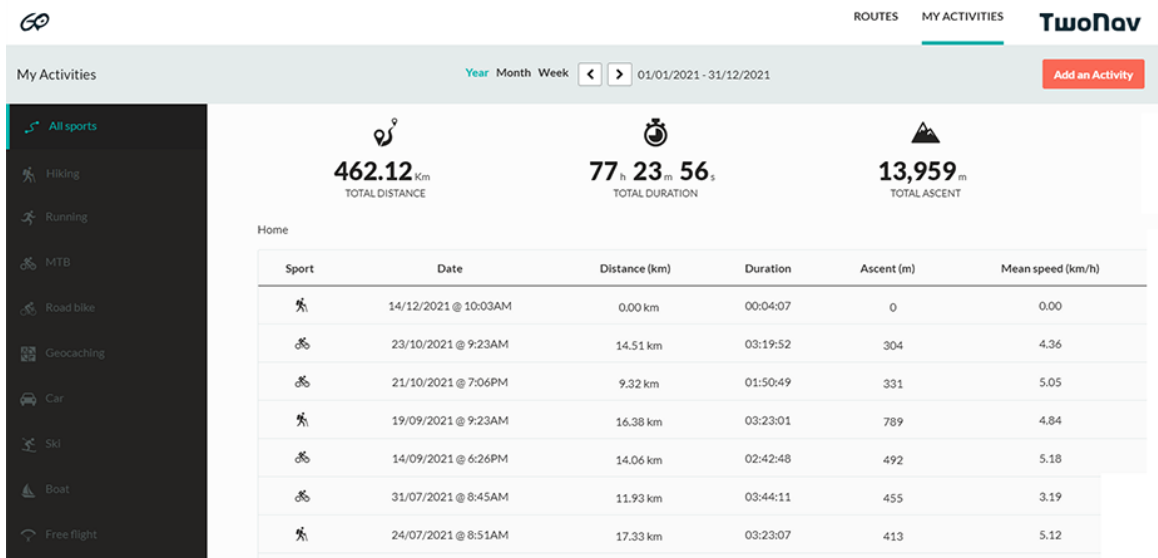 GO
ROUTES MY ACTIVITIES TwoNav
My Activities Year Month Week < > 01/01/2021 - 31/12/2021 Add an Activity
All sports
Hiking
Running
MTB
Road bike
Geocaching
Car
Ski
Boat
Free flight
462.12 Km
TOTAL DISTANCE
77 h 23 m 56 s
TOTAL DURATION
13,959 m
TOTAL ASCENT
Home
Sport Date Distance (km) Duration Ascent (m) Mean speed (km/h)
14/12/2021 @ 10:03AM 0.00 km 00:04:07 0 0.00
23/10/2021 @ 9:23AM 14.51 km 03:19:52 304 4.36
21/10/2021 @ 7:06PM 9.32 km 01:50:49 331 5.05
19/09/2021 @ 9:23AM 16.38 km 03:23:01 789 4.84
14/09/2021 @ 6:26PM 14.06 km 02:42:48 492 5.18
31/07/2021 @ 8:45AM 11.93 km 03:44:11 455 3.19
24/07/2021 @ 8:51AM 17.33 km 03:23:07 413 5.12